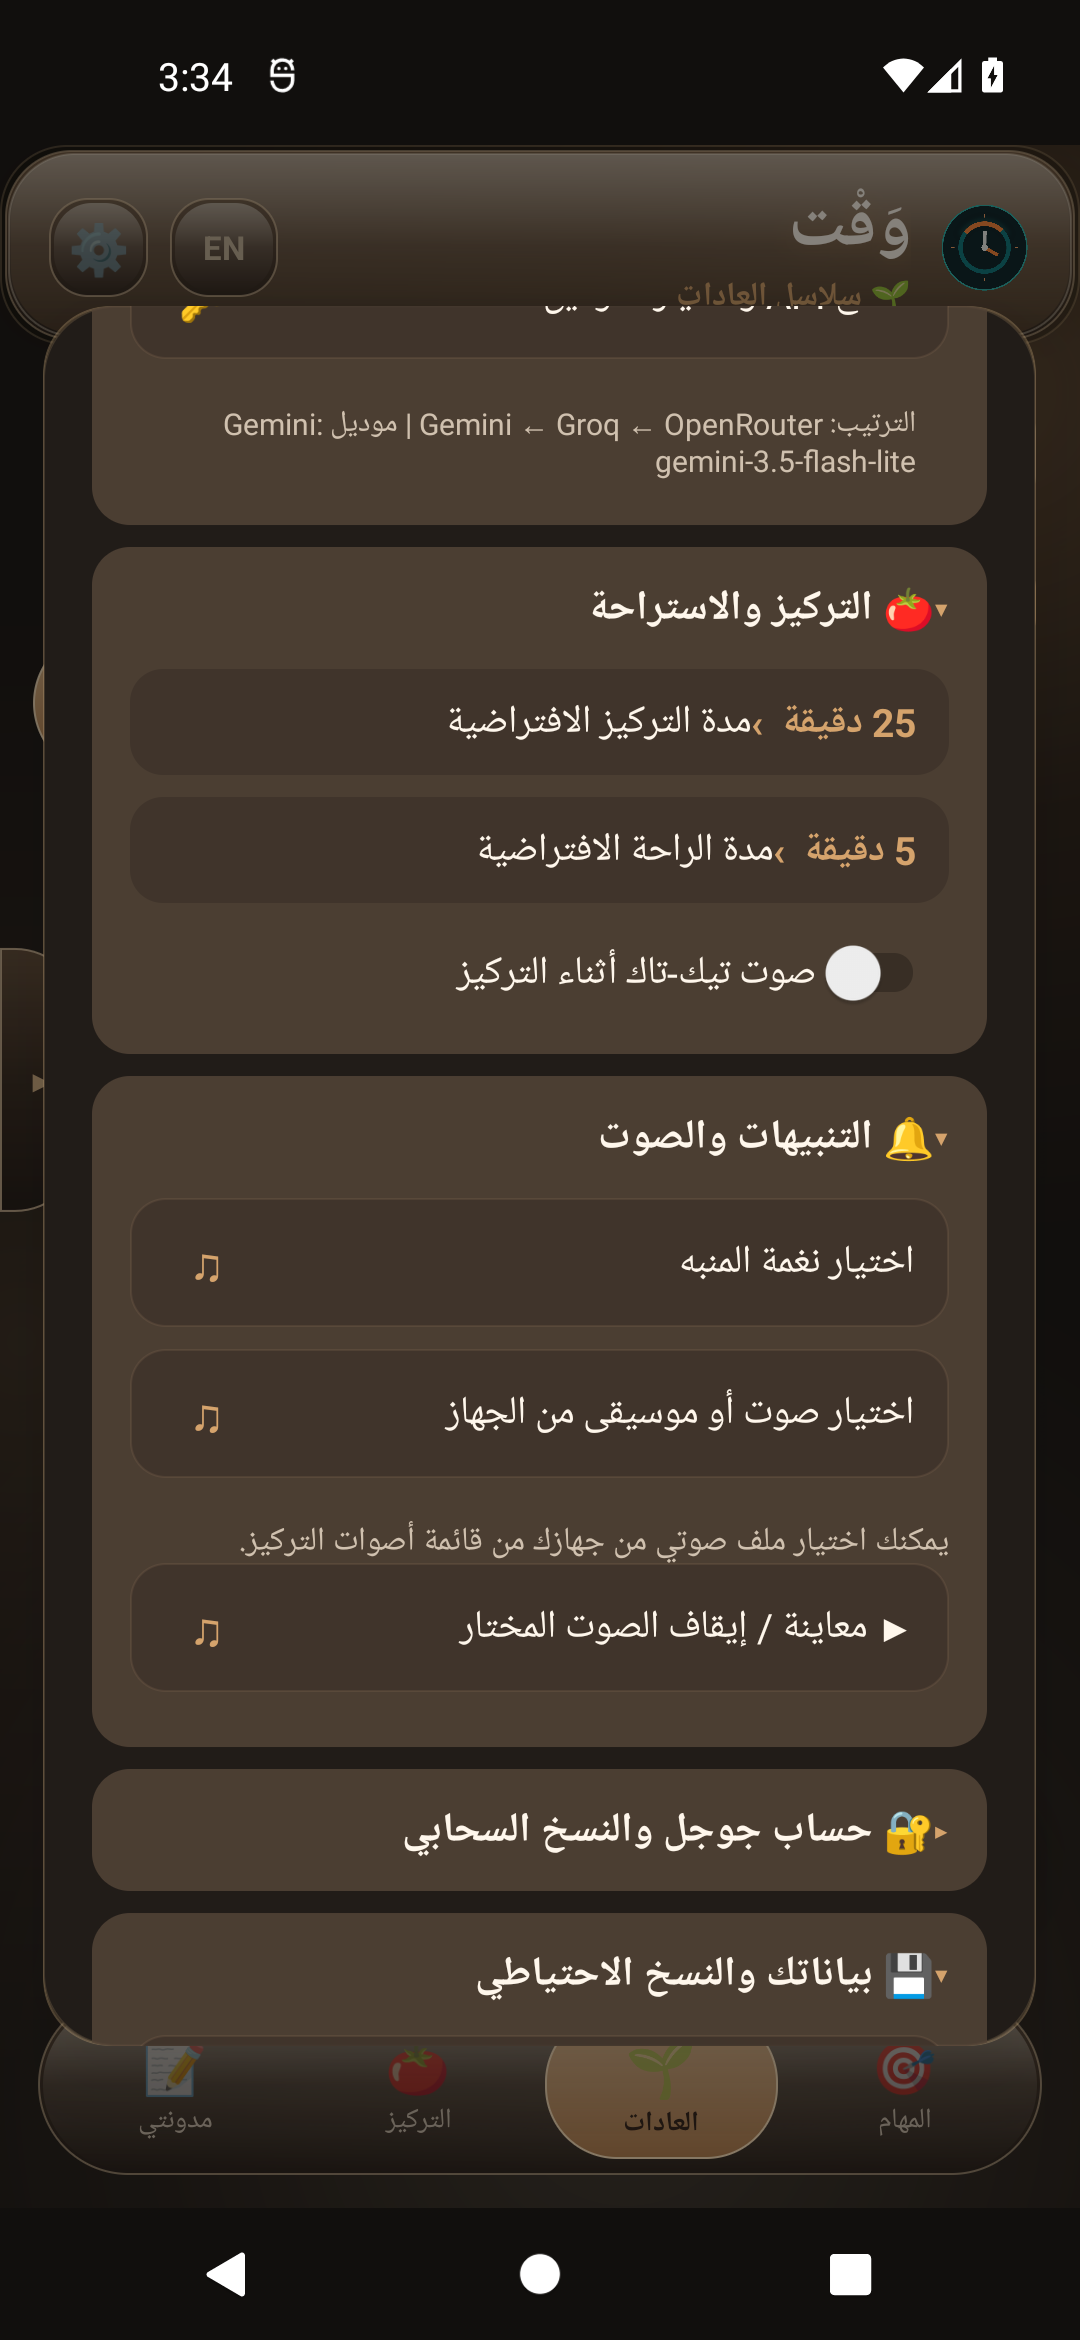 3:34
وَقْت
EN
سلاسل العادات
الترتيب: Gemini ← Groq ← OpenRouter | موديل Gemini:
gemini-3.5-flash-lite
التركيز والاستراحة
25 دقيقة ‹ مدة التركيز الافتراضية
5 دقيقة ‹ مدة الراحة الافتراضية
صوت تيك-تاك أثناء التركيز
التنبيهات والصوت
اختيار نغمة المنبه
اختيار صوت أو موسيقى من الجهاز
يمكنك اختيار ملف صوتي من جهازك من قائمة أصوات التركيز.
▶ معاينة / إيقاف الصوت المختار
حساب جوجل والنسخ السحابي
بياناتك والنسخ الاحتياطي
المهام
العادات
التركيز
مدونتي